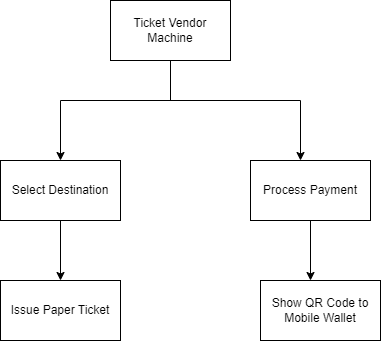 Ticket Vendor
Machine
Select Destination
Process Payment
Issue Paper Ticket
Show QR Code to
Mobile Wallet